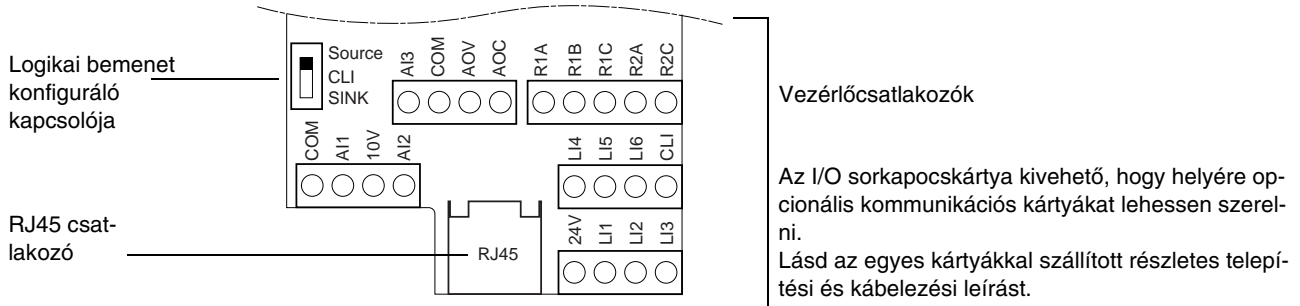 Logikai bemenet
konfiguráló
kapcsolója
RJ45 csat-
lakozó
Source
CLI
SINK
AI3
COM
AOV
AOC
R1A
R1B
R1C
R2A
R2C
COM
AI1
10V
AI2
LI4
LI5
LI6
CLI
24V
LI1
LI2
LI3
RJ45
Vezérlőcsatlakozók
Az I/O sorkapocskártya kivehető, hogy helyére op-
cionális kommunikációs kártyákat lehessen szerel-
ni.
Lásd az egyes kártyákkal szállított részletes telepí-
tési és kábelezési leírást.